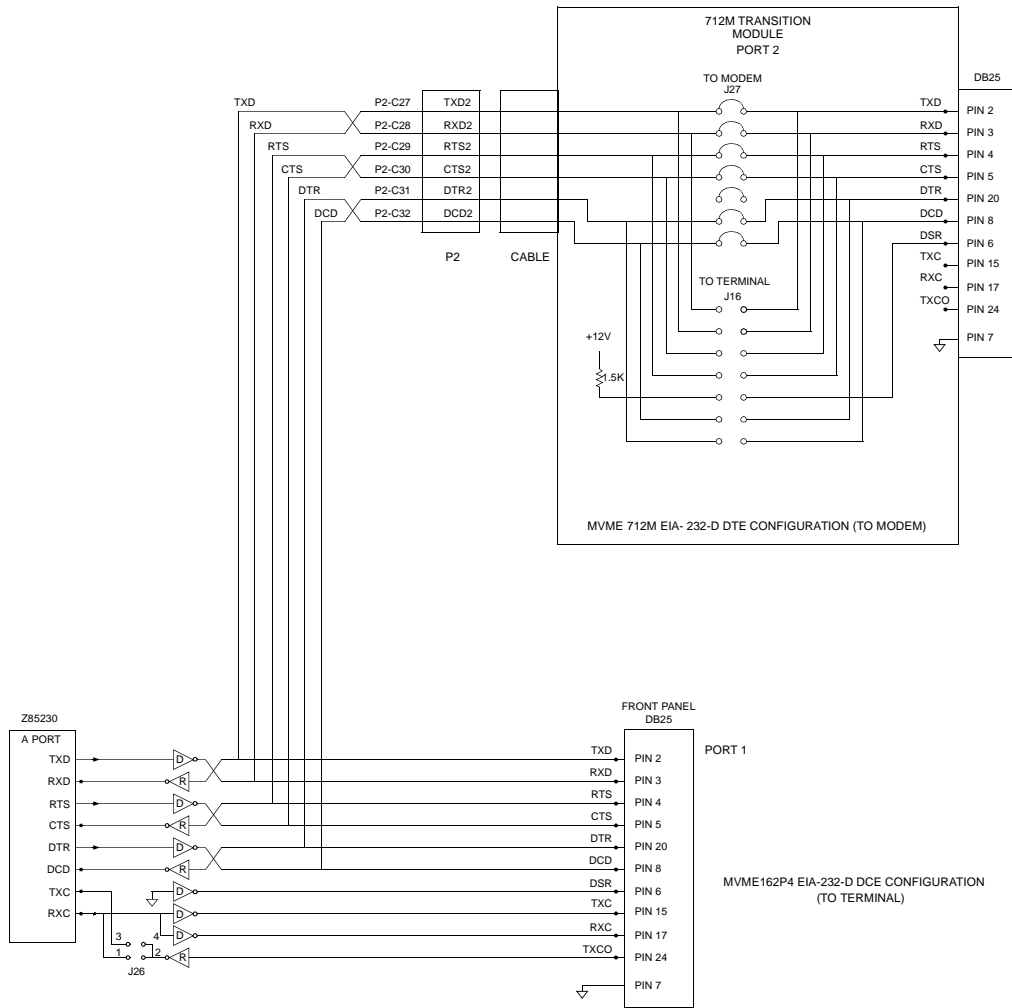 712M TRANSITION
MODULE
PORT 2
TO MODEM
J27
DB25
TXD P2-C27 TXD2 TXD PIN 2
RXD P2-C28 RXD2 RXD PIN 3
RTS P2-C29 RTS2 RTS PIN 4
CTS P2-C30 CTS2 CTS PIN 5
DTR P2-C31 DTR2 DTR PIN 20
DCD P2-C32 DCD2 DCD PIN 8
DSR PIN 6
P2 CABLE
TXC PIN 15
RXC PIN 17
TXCO PIN 24
PIN 7
TO TERMINAL
J16
+12V
1.5K
MVME 712M EIA- 232-D DTE CONFIGURATION (TO MODEM)
Z85230
A PORT
FRONT PANEL
DB25
PORT 1
TXD D TXD PIN 2
RXD R RXD PIN 3
RTS D RTS PIN 4
CTS R CTS PIN 5
DTR D DTR PIN 20
DCD R DCD PIN 8
TXC D DSR PIN 6
RXC D TXC PIN 15
D RXC PIN 17
3 4
1 2 R TXCO PIN 24
J26
PIN 7
MVME162P4 EIA-232-D DCE CONFIGURATION
(TO TERMINAL)